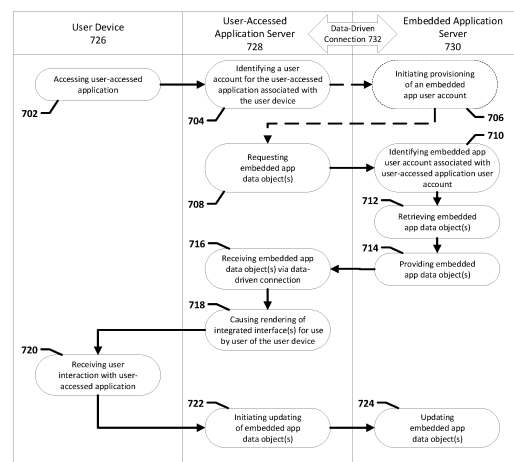 User Device
726
User-Accessed
Application Server
728
Data-Driven
Connection 732
Embedded Application
Server
730
Accessing user-accessed
application
702
Identifying a user
account for the user-accessed
application associated with
the user device
704
Initiating provisioning
of an embedded
app user account
706
Requesting
embedded app
data object(s)
708
710
Identifying embedded app
user account associated with
user-accessed application user
account
712
Retrieving embedded
app data object(s)
714
Providing embedded
app data object(s)
716
Receiving embedded app
data object(s) via data-
driven connection
718
Causing rendering of
integrated interface(s) for use
by user of the user device
720
Receiving user
interaction with user-
accessed application
722
Initiating updating
of embedded app
data object(s)
724
Updating
embedded app
data object(s)